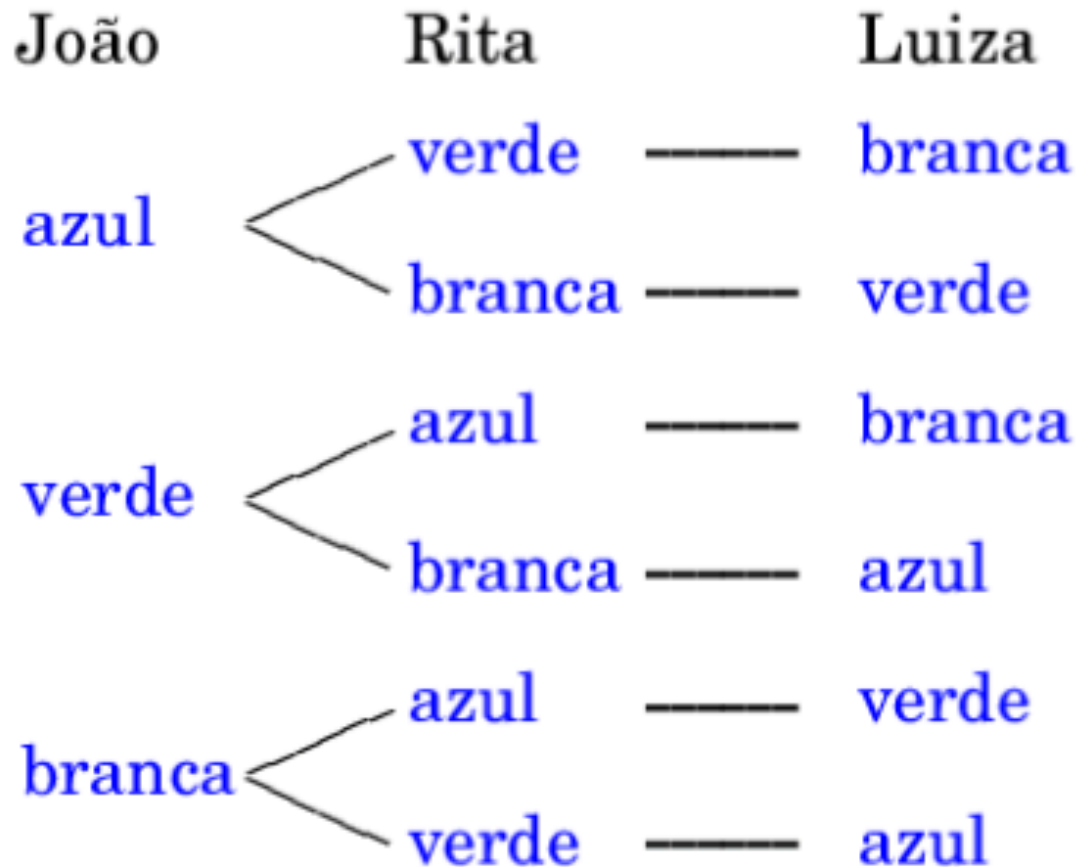 João Rita Luiza
verde branca
azul
branca verde
azul branca
verde
branca azul
azul verde
branca
verde azul